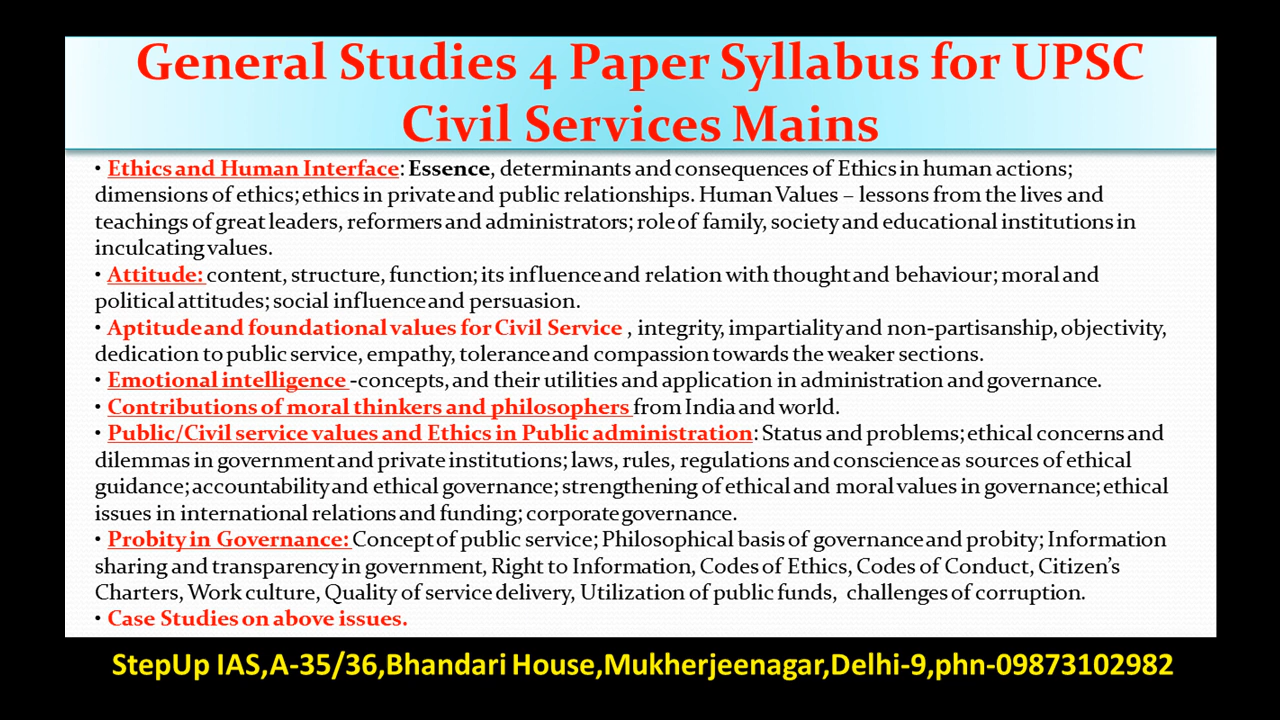 General Studies 4 Paper Syllabus for UPSC
Civil Services Mains
• Ethics and Human Interface: Essence, determinants and consequences of Ethics in human actions;
dimensions of ethics; ethics in private and public relationships. Human Values – lessons from the lives and
teachings of great leaders, reformers and administrators; role of family, society and educational institutions in
inculcating values.
• Attitude: content, structure, function; its influence and relation with thought and behaviour; moral and
political attitudes; social influence and persuasion.
• Aptitude and foundational values for Civil Service , integrity, impartiality and non-partisanship, objectivity,
dedication to public service, empathy, tolerance and compassion towards the weaker sections.
• Emotional intelligence -concepts, and their utilities and application in administration and governance.
• Contributions of moral thinkers and philosophers from India and world.
• Public/Civil service values and Ethics in Public administration: Status and problems; ethical concerns and
dilemmas in government and private institutions; laws, rules, regulations and conscience as sources of ethical
guidance; accountability and ethical governance; strengthening of ethical and moral values in governance; ethical
issues in international relations and funding; corporate governance.
• Probity in Governance: Concept of public service; Philosophical basis of governance and probity; Information
sharing and transparency in government, Right to Information, Codes of Ethics, Codes of Conduct, Citizen’s
Charters, Work culture, Quality of service delivery, Utilization of public funds, challenges of corruption.
• Case Studies on above issues.
StepUp IAS,A-35/36,Bhandari House,Mukherjeenagar,Delhi-9,phn-09873102982